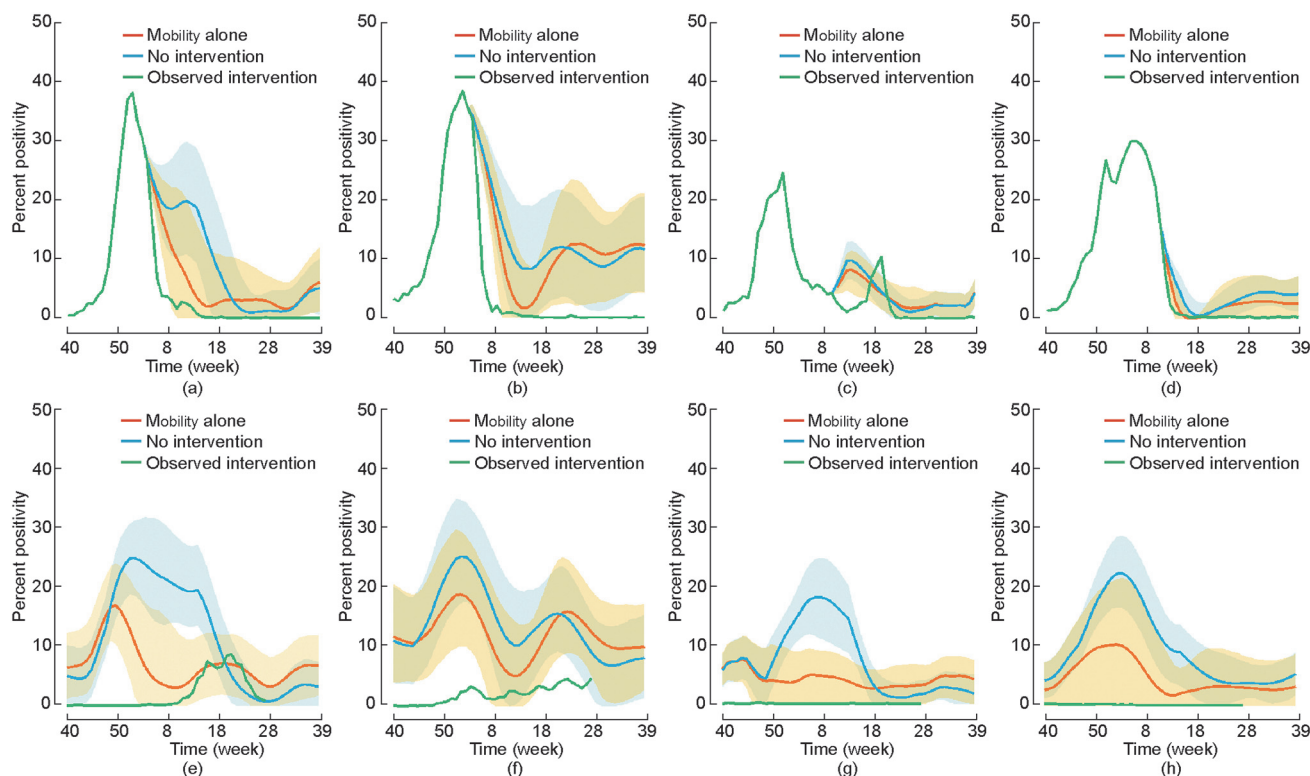 50
40
30
20
10
0
Percent positivity
Mobility alone
No intervention
Observed intervention
40 50 8 18 28 39
Time (week)
(a)
50
40
30
20
10
0
Percent positivity
Mobility alone
No intervention
Observed intervention
40 50 8 18 28 39
Time (week)
(b)
50
40
30
20
10
0
Percent positivity
Mobility alone
No intervention
Observed intervention
40 50 8 18 28 39
Time (week)
(c)
50
40
30
20
10
0
Percent positivity
Mobility alone
No intervention
Observed intervention
40 50 8 18 28 39
Time (week)
(d)
50
40
30
20
10
0
Percent positivity
Mobility alone
No intervention
Observed intervention
40 50 8 18 28 39
Time (week)
(e)
50
40
30
20
10
0
Percent positivity
Mobility alone
No intervention
Observed intervention
40 50 8 18 28 39
Time (week)
(f)
50
40
30
20
10
0
Percent positivity
Mobility alone
No intervention
Observed intervention
40 50 8 18 28 39
Time (week)
(g)
50
40
30
20
10
0
Percent positivity
Mobility alone
No intervention
Observed intervention
40 50 8 18 28 39
Time (week)
(h)